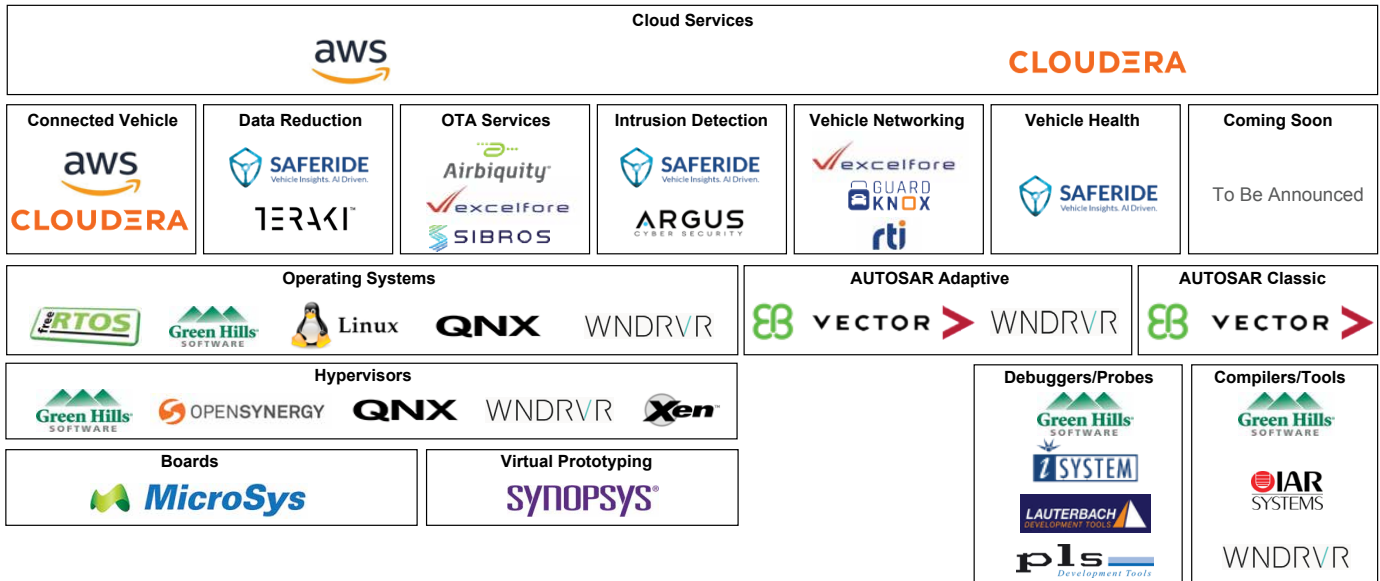 Cloud Services
aws
CLOUDERA
Connected Vehicle
aws
CLOUDERA
Data Reduction
SAFERIDE
Vehicle Insights. AI Driven.
TERAKI™
OTA Services
Airbiquity®
excelfore
SIBROS
Intrusion Detection
SAFERIDE
Vehicle Insights. AI Driven.
ARGUS
CYBER SECURITY
Vehicle Networking
excelfore
GUARD
KNOX
rti
Vehicle Health
SAFERIDE
Vehicle Insights. AI Driven.
Coming Soon
To Be Announced
Operating Systems
free RTOS
Green Hills®
SOFTWARE
Linux
QNX
WNDRVR
AUTOSAR Adaptive
EB
VECTOR
WNDRVR
AUTOSAR Classic
EB
VECTOR
Hypervisors
Green Hills®
SOFTWARE
OPENSYNERGY
QNX
WNDRVR
Xen™
Debuggers/Probes
Green Hills®
SOFTWARE
iSYSTEM
LAUTERBACH
DEVELOPMENT TOOLS
pls
Development Tools
Compilers/Tools
Green Hills®
SOFTWARE
IAR
SYSTEMS
WNDRVR
Boards
MicroSys
Virtual Prototyping
SYNOPSYS®